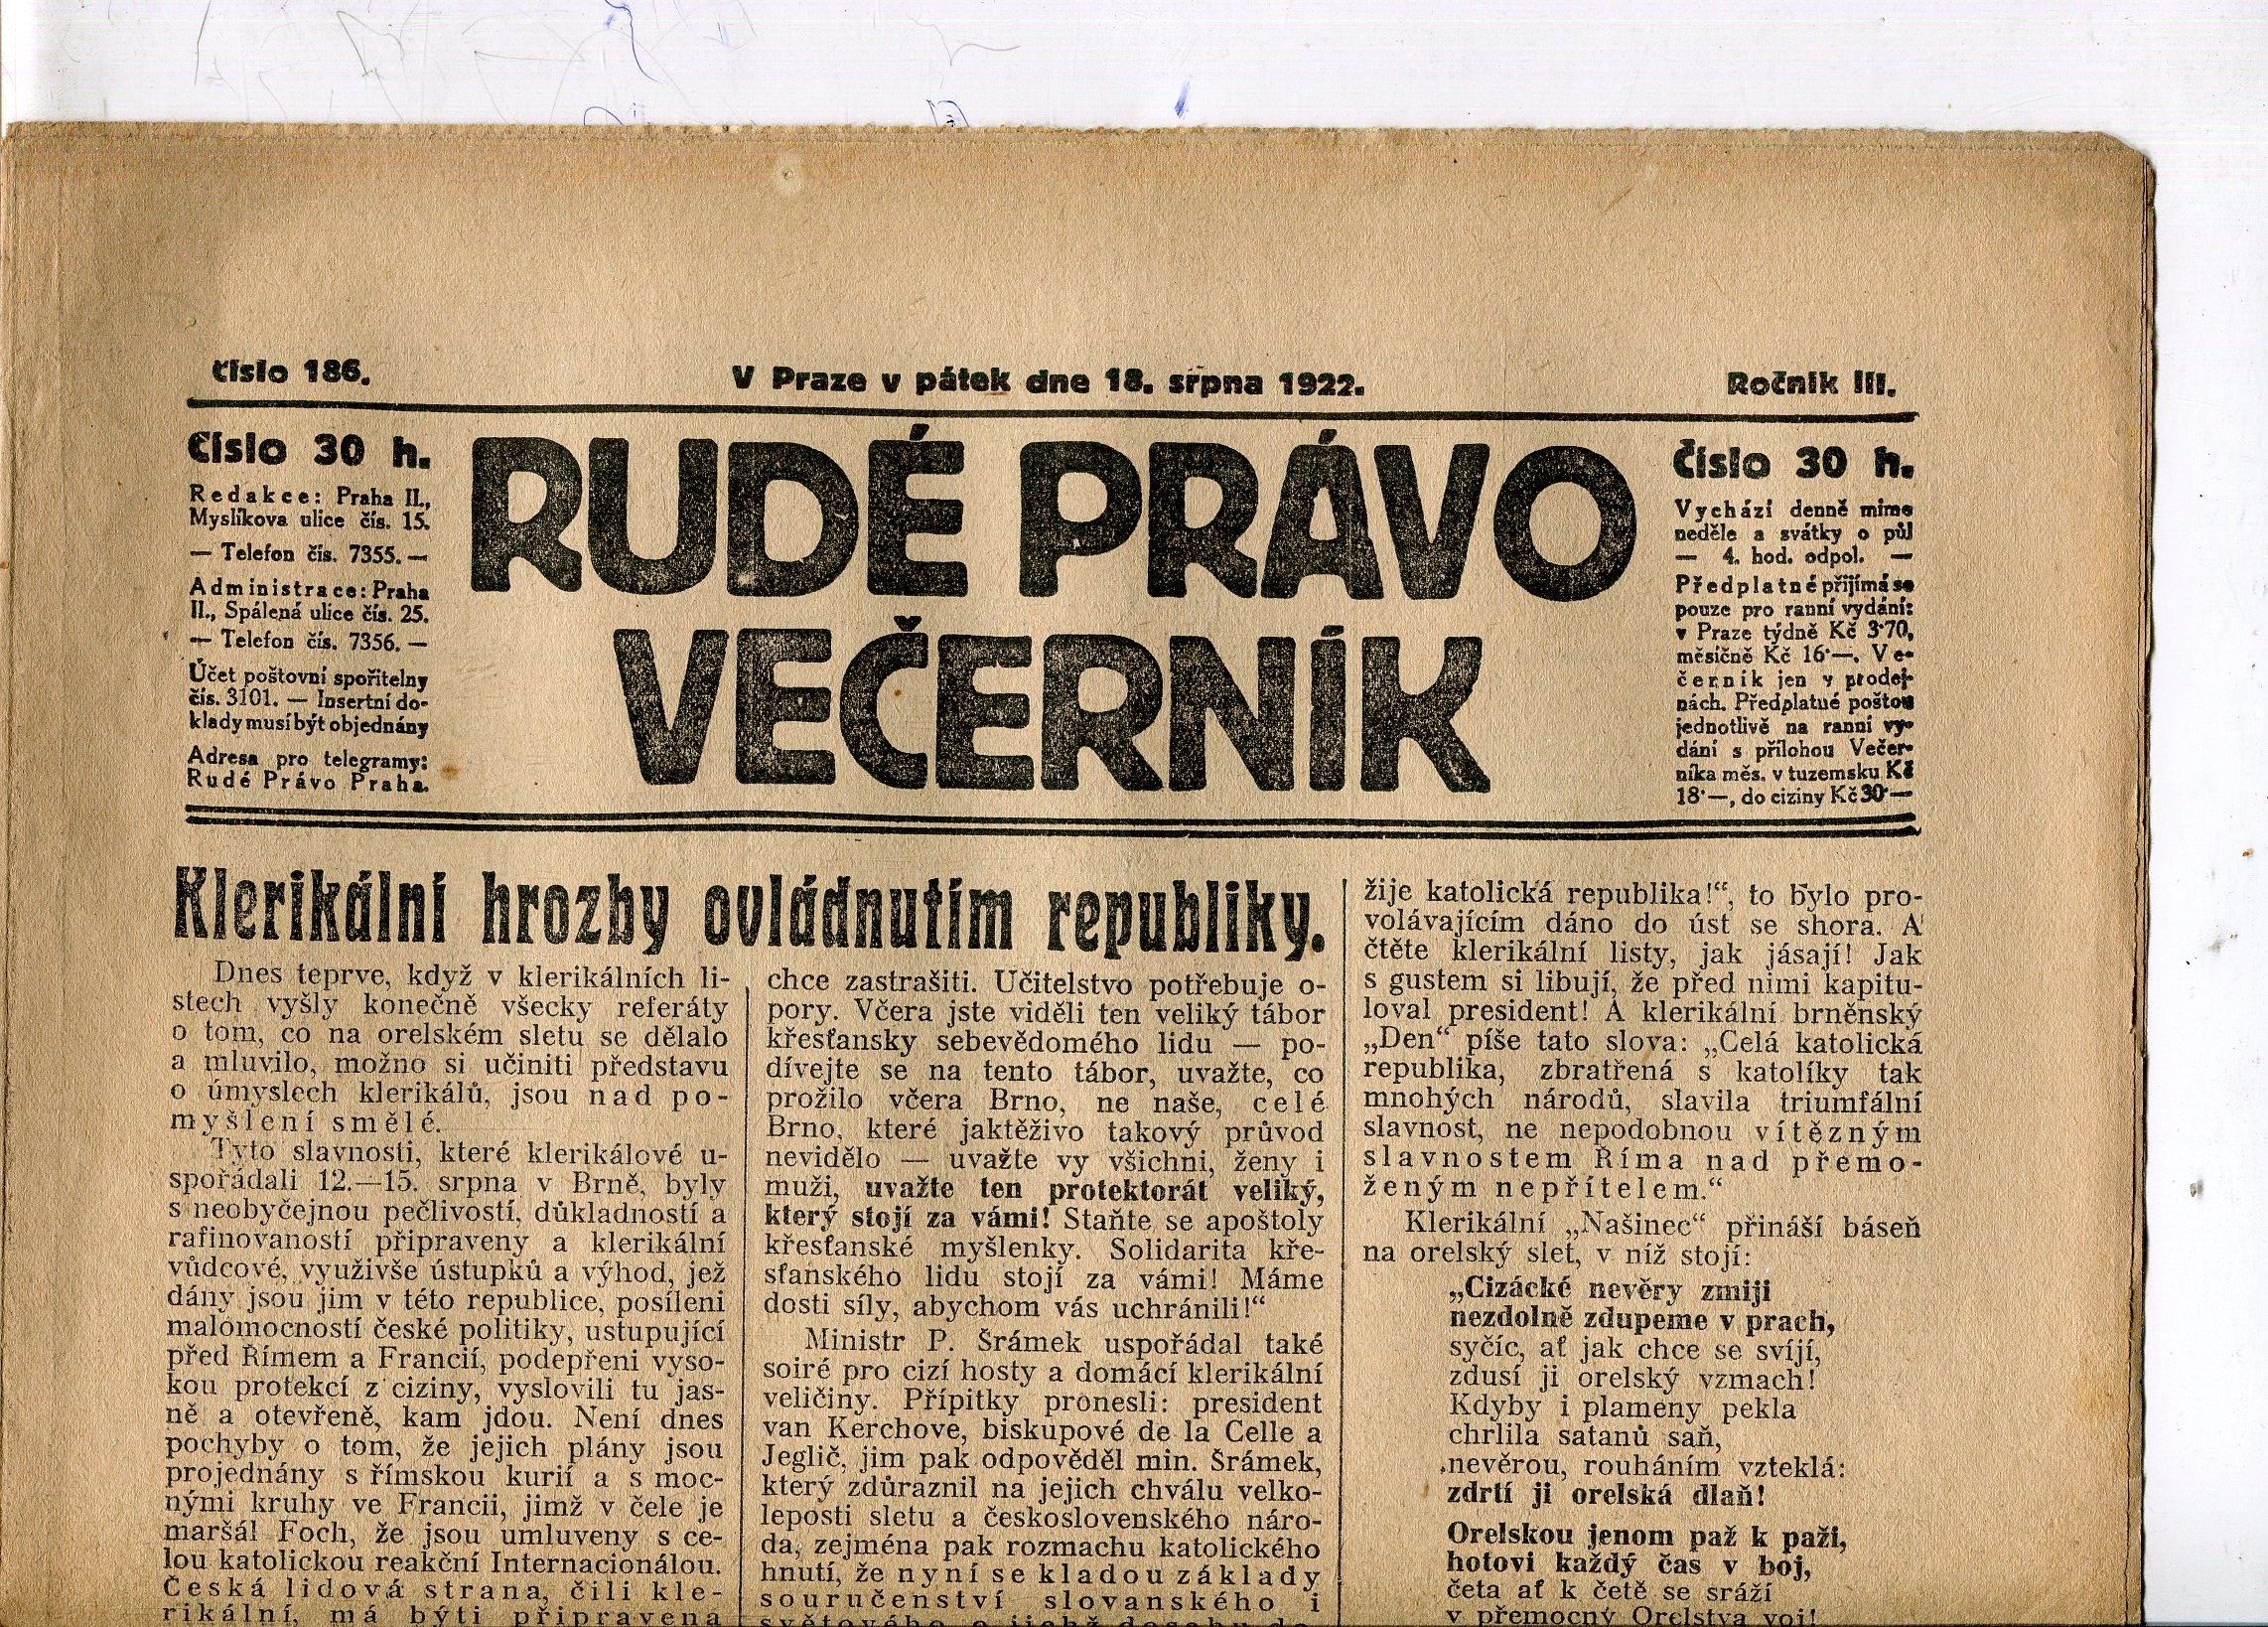 Číslo 186.
V Praze v pátek dne 18. srpna 1922.
Ročník III.
Číslo 30 h.
Redakce: Praha II.,
Myslíkova ulice čís. 15.
— Telefon čís. 7355. —
Administrace: Praha
II., Spálená ulice čís. 25.
— Telefon čís. 7356. —
Účet poštovní spořitelny
čís. 3101. — Insertní do-
klady musí být objednány
Adresa pro telegramy:
Rudé Právo Praha.
RUDÉ PRÁVO
VEČERNÍK
Číslo 30 h.
Vychází denně mimo
neděle a svátky o půl
— 4. hod. odpol. —
Předplatné přijímá se
pouze pro ranní vydání:
v Praze týdně Kč 3·70,
měsíčně Kč 16·—. Ve-
černík jen v prodej-
nách. Předplatné poštou
jednotlivě na ranní vy-
dání s přílohou Večer-
níka měs. v tuzemsku Kč
18·—, do ciziny Kč 30·—
Klerikální hrozby ovládnutím republiky.
Dnes teprve, když v klerikálních li-
stech vyšly konečně všecky referáty
o tom, co na orelském sletu se dělalo
a mluvilo, možno si učiniti představu
o úmyslech klerikálů, jsou nad po-
myšlení smělé.
Tyto slavnosti, které klerikálové u-
spořádali 12.—15. srpna v Brně, byly
s neobyčejnou pečlivostí, důkladností a
rafinovaností připraveny a klerikální
vůdcové, využivše ústupků a výhod, jež
dány jsou jim v této republice, posíleni
malomocností české politiky, ustupující
před Římem a Francií, podepřeni vyso-
kou protekcí z ciziny, vyslovili tu jas-
ně a otevřeně, kam jdou. Není dnes
pochyby o tom, že jejich plány jsou
projednány s římskou kurií a s moc-
nými kruhy ve Francii, jimž v čele je
maršál Foch, že jsou umluveny s ce-
lou katolickou reakční Internacionálou.
Česká lidová strana, čili kle-
rikální, má býti připravena
chce zastrašiti. Učitelstvo potřebuje o-
pory. Včera jste viděli ten veliký tábor
křesťansky sebevědomého lidu — po-
dívejte se na tento tábor, uvažte, co
prožilo včera Brno, ne naše, celé
Brno, které jaktěživo takový průvod
nevidělo — uvažte vy všichni, ženy i
muži, uvažte ten protektorát veliký,
který stojí za vámi! Staňte se apoštoly
křesťanské myšlenky. Solidarita kře-
sťanského lidu stojí za vámi! Máme
dosti síly, abychom vás uchránili!“
Ministr P. Šrámek uspořádal také
soiré pro cizí hosty a domácí klerikální
veličiny. Přípitky pronesli: president
van Kerchove, biskupové de la Celle a
Jeglič, jim pak odpověděl min. Šrámek,
který zdůraznil na jejich chválu velko-
leposti sletu a československého náro-
da, zejména pak rozmachu katolického
hnutí, že nyní se kladou základy
souručenství slovanského i
světového, o jichž dosahu do-
žije katolická republika!“, to bylo pro-
volávajícím dáno do úst se shora. A
čtěte klerikální listy, jak jásají! Jak
s gustem si libují, že před nimi kapitu-
loval president! A klerikální brněnský
„Den“ píše tato slova: „Celá katolická
republika, zbratřená s katolíky tak
mnohých národů, slavila triumfální
slavnost, ne nepodobnou vítězným
slavnostem Říma nad přemo-
ženým nepřítelem.“
Klerikální „Našinec“ přináší báseň
na orelský slet, v níž stojí:
„Cizácké nevěry zmiji
nezdolně zdupeme v prach,
syčíc, ať jak chce se svíjí,
zdusí ji orelský vzmach!
Kdyby i plameny pekla
chrlila satanů saň,
nevěrou, rouháním vzteklá:
zdrtí ji orelská dlaň!
Orelskou jenom paž k paži,
hotovi každý čas v boj,
četa ať k četě se sráží
v přemocný Orelstva voj!